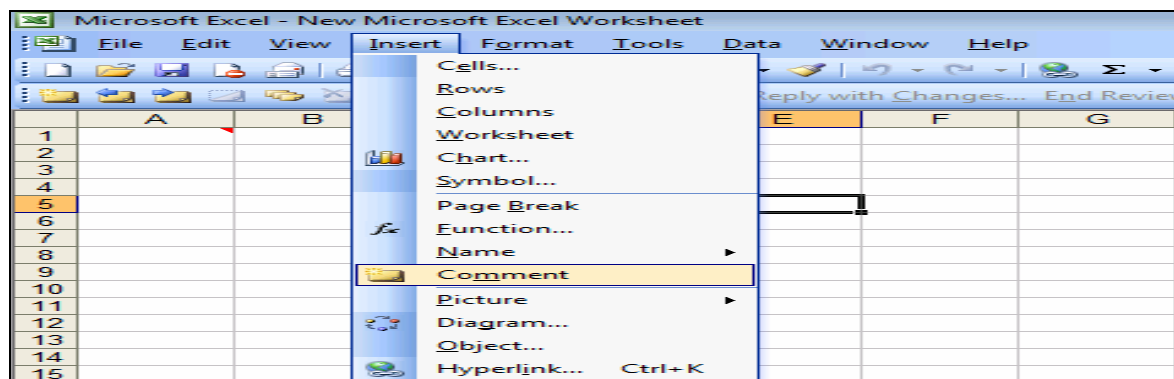 Microsoft Excel - New Microsoft Excel Worksheet
File Edit View Insert Format Tools Data Window Help
Cells...
Σ
Rows
Reply with Changes... End Review
Columns
A B E F G
Worksheet
1
2
Chart...
3
4
Symbol...
5
Page Break
6
fx Function...
7
8
Name
9
Comment
10
Picture
11
12
Diagram...
13
Object...
14
Hyperlink... Ctrl+K
15